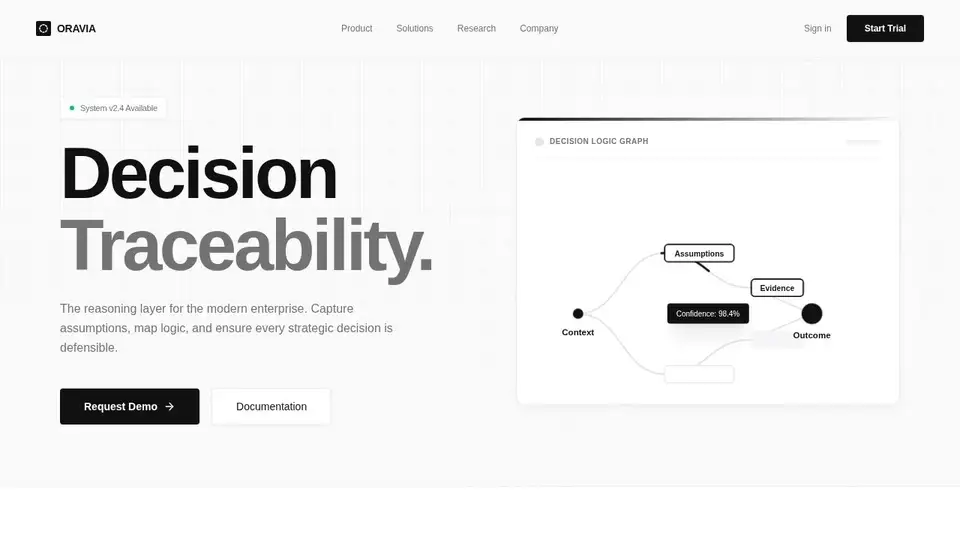 ORAVIA
Product
Solutions
Research
Company
Sign in
Start Trial
System v2.4 Available
Decision
Traceability.
The reasoning layer for the modern enterprise. Capture
assumptions, map logic, and ensure every strategic decision is
defensible.
Request Demo
Documentation
DECISION LOGIC GRAPH
Assumptions
Evidence
Confidence: 98.4%
Context
Outcome